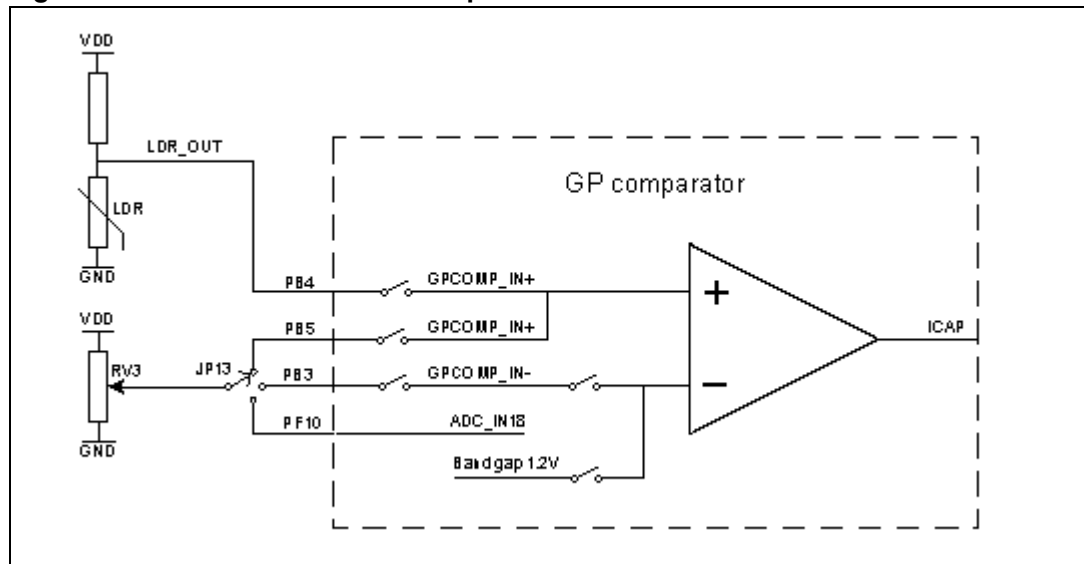 VDD
LDR_OUT
LDR
GND
GP comparator
PB4
GPCOMP_IN+
+
VDD
PB5
GPCOMP_IN+
ICAP
RV3
JP13
PB3
GPCOMP_IN-
−
PF10
ADC_IN18
GND
Bandgap 1.2V